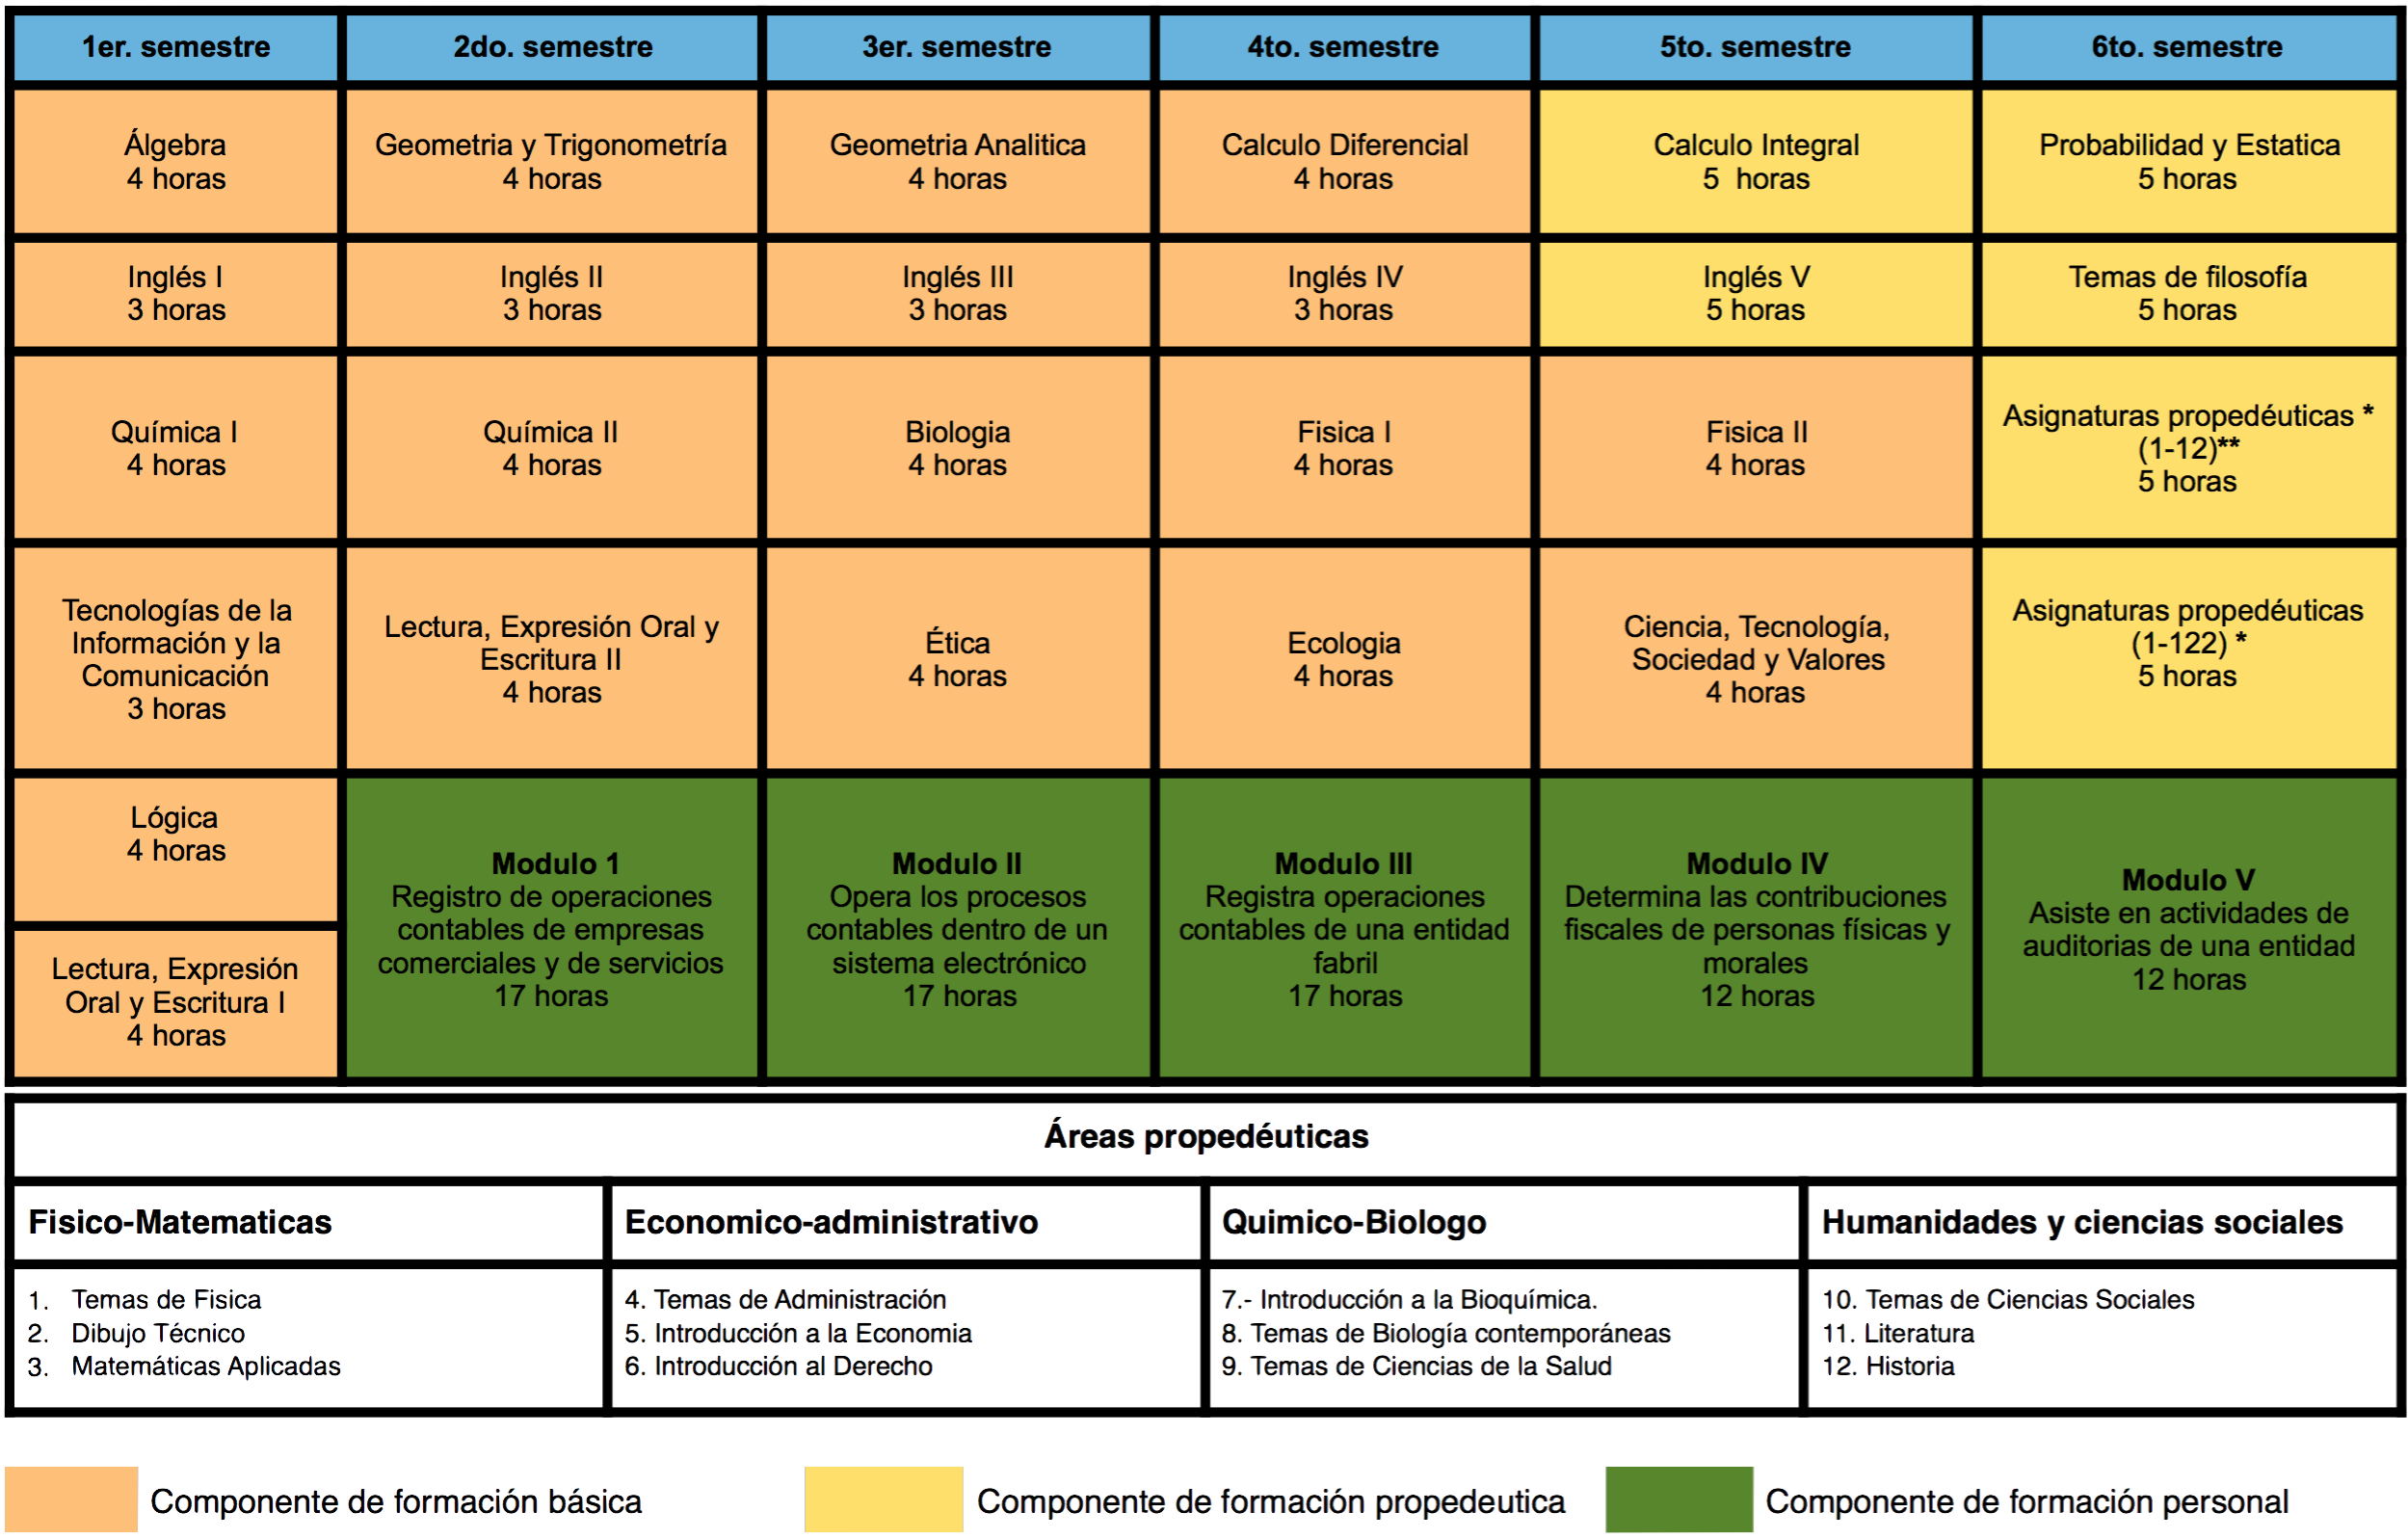 1er. semestre
2do. semestre
3er. semestre
4to. semestre
5to. semestre
6to. semestre
Álgebra
4 horas
Geometria y Trigonometría
4 horas
Geometria Analitica
4 horas
Calculo Diferencial
4 horas
Calculo Integral
5 horas
Probabilidad y Estatica
5 horas
Inglés I
3 horas
Inglés II
3 horas
Inglés III
3 horas
Inglés IV
3 horas
Inglés V
5 horas
Temas de filosofía
5 horas
Química I
4 horas
Química II
4 horas
Biologia
4 horas
Fisica I
4 horas
Fisica II
4 horas
Asignaturas propedéuticas *
(1-12)**
5 horas
Tecnologías de la
Información y la
Comunicación
3 horas
Lectura, Expresión Oral y
Escritura II
4 horas
Ética
4 horas
Ecologia
4 horas
Ciencia, Tecnología,
Sociedad y Valores
4 horas
Asignaturas propedéuticas
(1-122) *
5 horas
Lógica
4 horas
Lectura, Expresión
Oral y Escritura I
4 horas
Modulo 1
Registro de operaciones
contables de empresas
comerciales y de servicios
17 horas
Modulo II
Opera los procesos
contables dentro de un
sistema electrónico
17 horas
Modulo III
Registra operaciones
contables de una entidad
fabril
17 horas
Modulo IV
Determina las contribuciones
fiscales de personas físicas y
morales
12 horas
Modulo V
Asiste en actividades de
auditorias de una entidad
12 horas
Áreas propedéuticas
Fisico-Matematicas
Economico-administrativo
Quimico-Biologo
Humanidades y ciencias sociales
1. Temas de Fisica
2. Dibujo Técnico
3. Matemáticas Aplicadas
4. Temas de Administración
5. Introducción a la Economia
6. Introducción al Derecho
7.- Introducción a la Bioquímica.
8. Temas de Biología contemporáneas
9. Temas de Ciencias de la Salud
10. Temas de Ciencias Sociales
11. Literatura
12. Historia
Componente de formación básica
Componente de formación propedeutica
Componente de formación personal